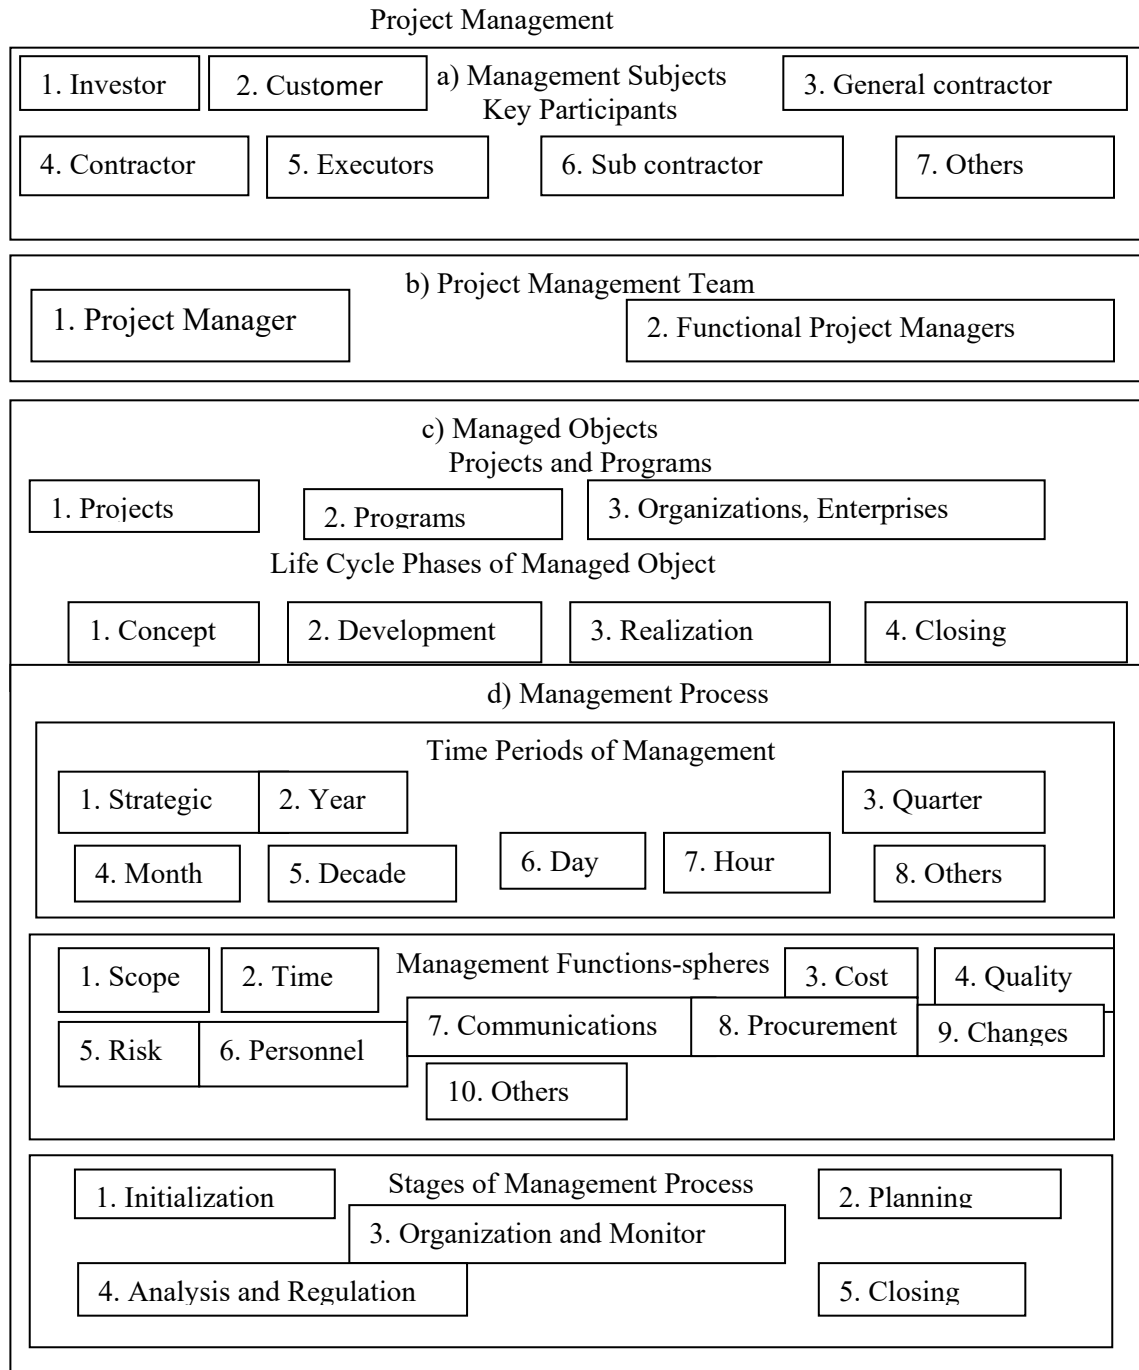 Project Management
1. Investor
2. Customer
a) Management Subjects
Key Participants
3. General contractor
4. Contractor
5. Executors
6. Sub contractor
7. Others
b) Project Management Team
1. Project Manager
2. Functional Project Managers
c) Managed Objects
Projects and Programs
1. Projects
2. Programs
3. Organizations, Enterprises
Life Cycle Phases of Managed Object
1. Concept
2. Development
3. Realization
4. Closing
d) Management Process
Time Periods of Management
1. Strategic
2. Year
3. Quarter
4. Month
5. Decade
6. Day
7. Hour
8. Others
1. Scope
2. Time
Management Functions-spheres
3. Cost
4. Quality
5. Risk
6. Personnel
7. Communications
8. Procurement
9. Changes
10. Others
1. Initialization
Stages of Management Process
2. Planning
3. Organization and Monitor
4. Analysis and Regulation
5. Closing